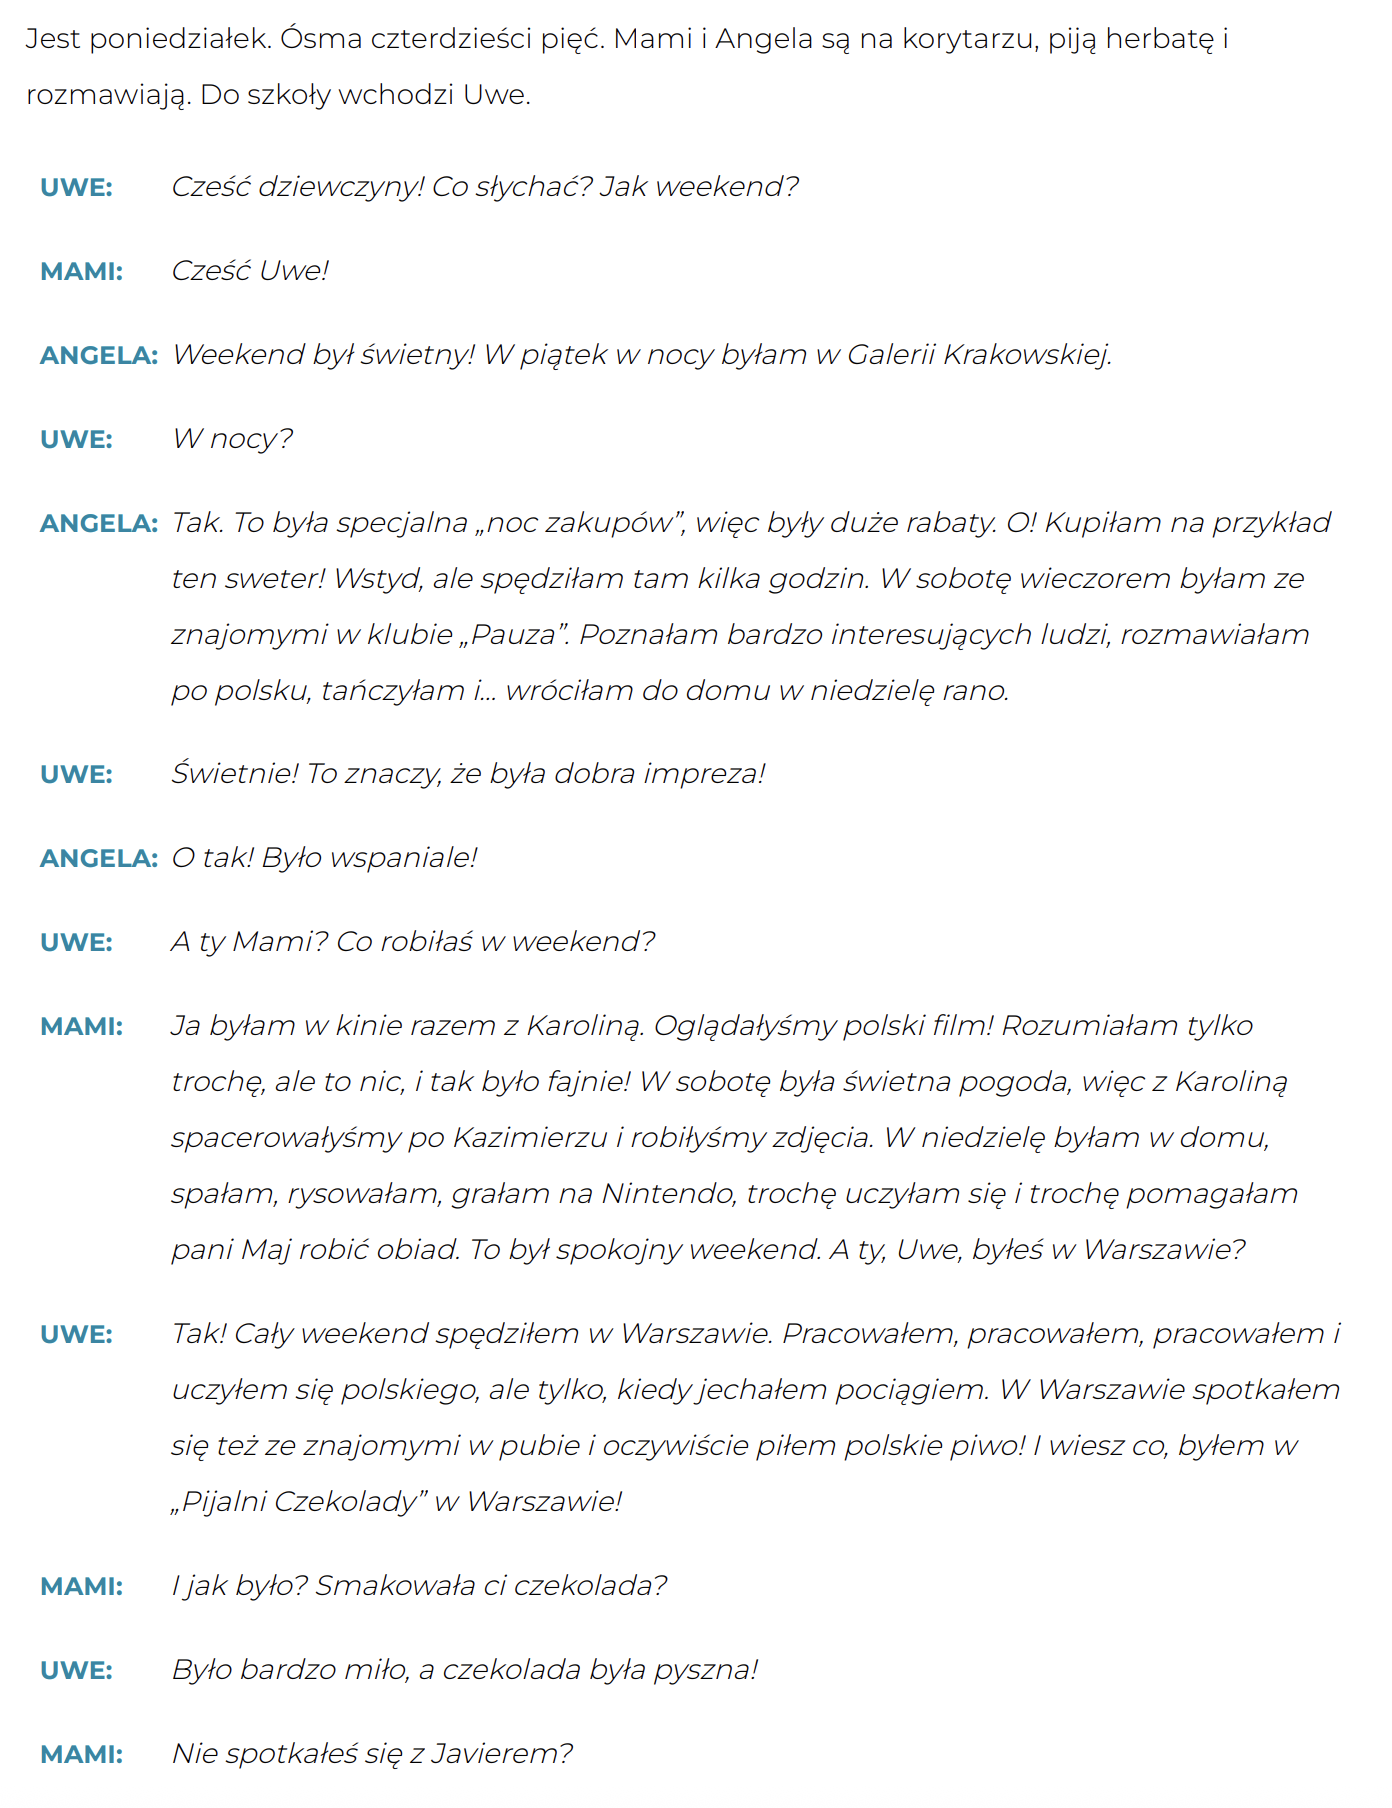 Jest poniedziałek. Ósma czterdzieści pięć. Mami i Angela są na korytarzu, piją herbatę i
rozmawiają. Do szkoły wchodzi Uwe.
UWE: Cześć dziewczyny! Co słychać? Jak weekend?
MAMI: Cześć Uwe!
ANGELA: Weekend był świetny! W piątek w nocy byłam w Galerii Krakowskiej.
UWE: W nocy?
ANGELA: Tak. To była specjalna „noc zakupów”, więc były duże rabaty. O! Kupiłam na przykład
ten sweter! Wstyd, ale spędziłam tam kilka godzin. W sobotę wieczorem byłam ze
znajomymi w klubie „Pauza”. Poznałam bardzo interesujących ludzi, rozmawiałam
po polsku, tańczyłam i... wróciłam do domu w niedzielę rano.
UWE: Świetnie! To znaczy, że była dobra impreza!
ANGELA: O tak! Było wspaniale!
UWE: A ty Mami? Co robiłaś w weekend?
MAMI: Ja byłam w kinie razem z Karoliną. Oglądałyśmy polski film! Rozumiałam tylko
trochę, ale to nic, i tak było fajnie! W sobotę była świetna pogoda, więc z Karoliną
spacerowałyśmy po Kazimierzu i robiłyśmy zdjęcia. W niedzielę byłam w domu,
spałam, rysowałam, grałam na Nintendo, trochę uczyłam się i trochę pomagałam
pani Maj robić obiad. To był spokojny weekend. A ty, Uwe, byłeś w Warszawie?
UWE: Tak! Cały weekend spędziłem w Warszawie. Pracowałem, pracowałem, pracowałem i
uczyłem się polskiego, ale tylko, kiedy jechałem pociągiem. W Warszawie spotkałem
się też ze znajomymi w pubie i oczywiście piłem polskie piwo! I wiesz co, byłem w
„Pijalni Czekolady” w Warszawie!
MAMI: I jak było? Smakowała ci czekolada?
UWE: Było bardzo miło, a czekolada była pyszna!
MAMI: Nie spotkałeś się z Javierem?